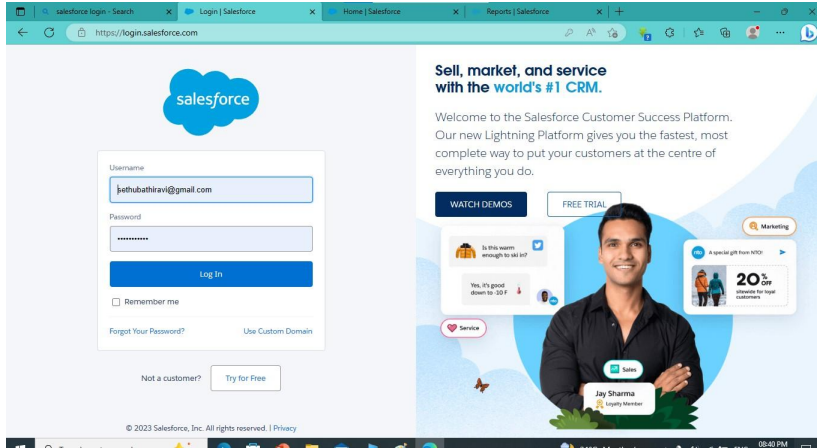 salesforce login - Search
Login | Salesforce
Home | Salesforce
Reports | Salesforce
https://login.salesforce.com
salesforce
Username
sethubathiravi@gmail.com
Password
•••••••••••
Log In
Remember me
Forgot Your Password?
Use Custom Domain
Not a customer?
Try for Free
© 2023 Salesforce, Inc. All rights reserved. | Privacy
Sell, market, and service
with the world's #1 CRM.
Welcome to the Salesforce Customer Success Platform.
Our new Lightning Platform gives you the fastest, most
complete way to put your customers at the centre of
everything you do.
WATCH DEMOS
FREE TRIAL
Marketing
Is this warm
enough to ski in?
Yes, it's good
down to -10 F
nto
A special gift from NTO!
20% OFF
sitewide for loyal
customers
Service
Sales
Jay Sharma
Loyalty Member
08:40 PM